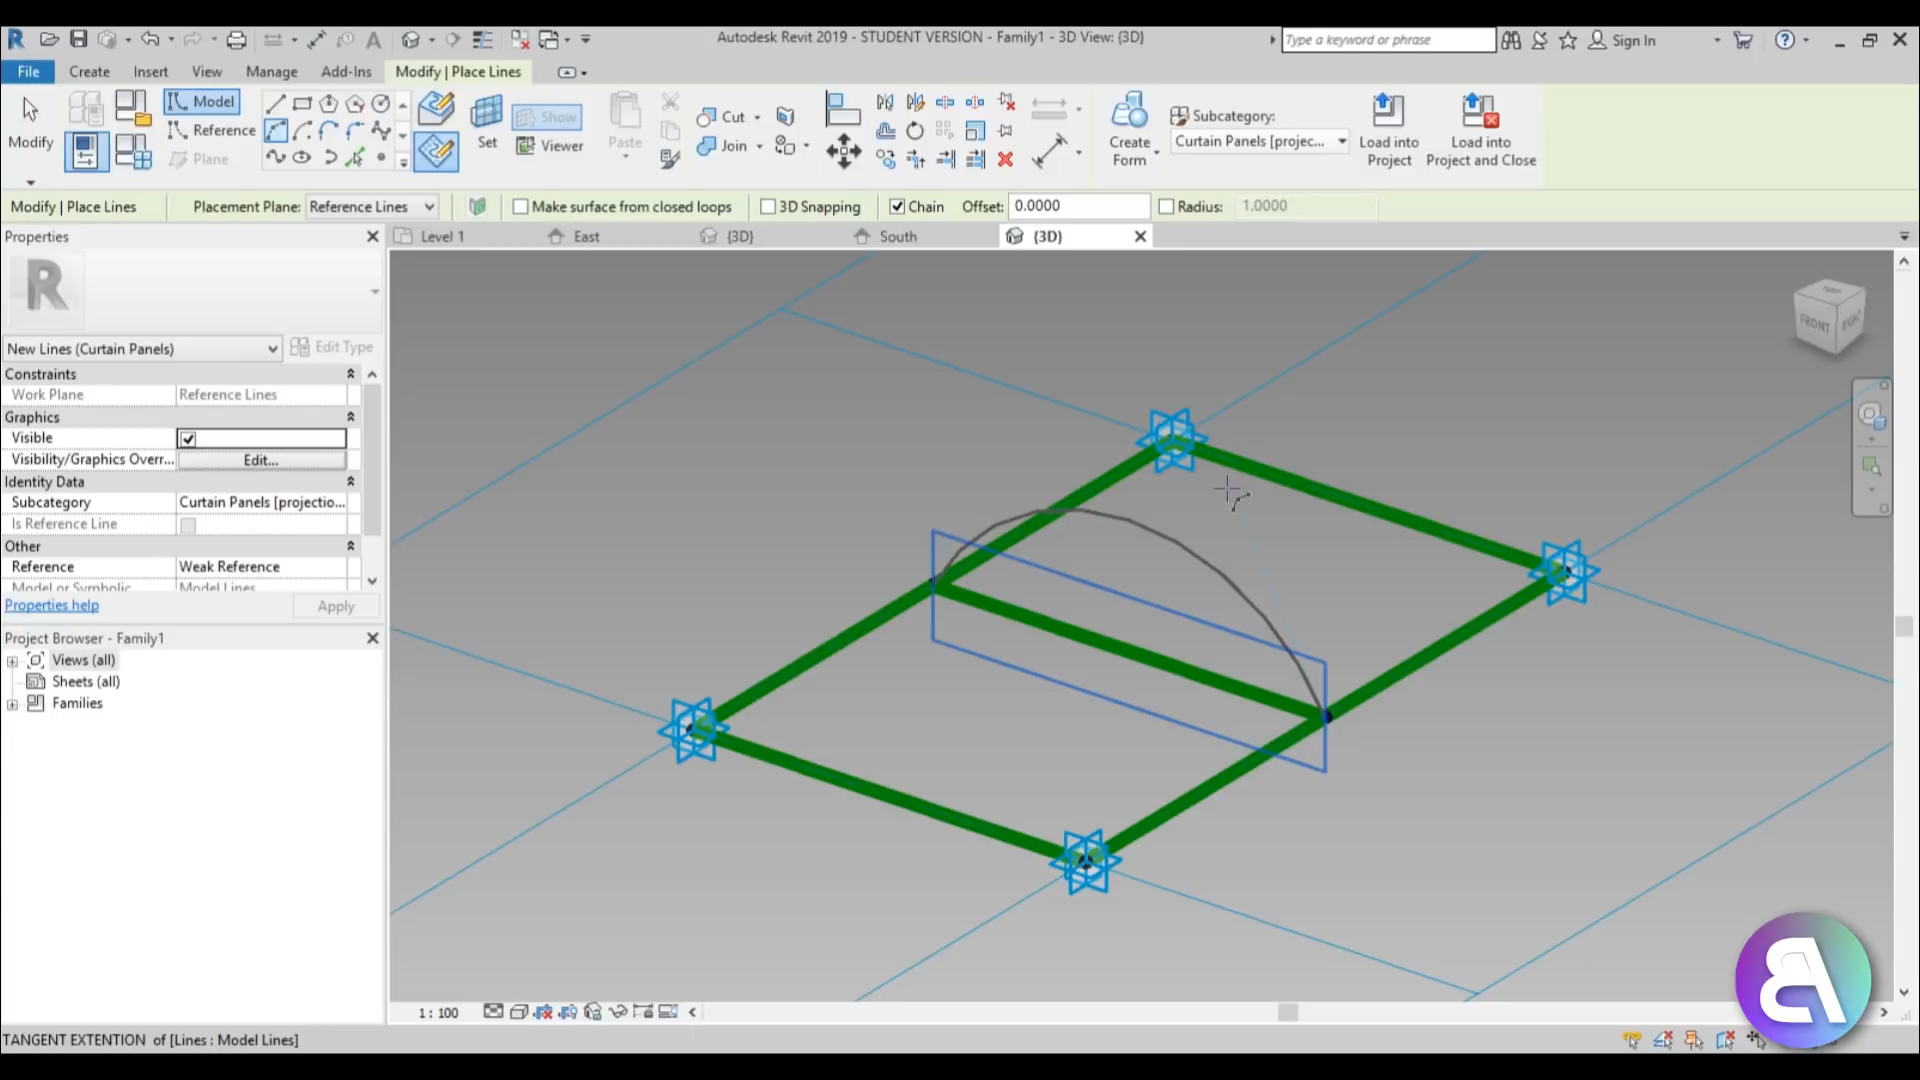 Autodesk Revit 2019 - STUDENT VERSION - Family1 - 3D View: {3D}
Type a keyword or phrase
Sign In
File
Create
Insert
View
Manage
Add-Ins
Modify | Place Lines
Modify
Model
Reference
Plane
Set
Show
Viewer
Paste
Cut
Join
Create
Form
Subcategory:
Curtain Panels [projec...
Load into
Project
Load into
Project and Close
Modify | Place Lines
Placement Plane: Reference Lines
Make surface from closed loops
3D Snapping
Chain
Offset: 0.0000
Radius: 1.0000
Properties
Level 1
East
{3D}
South
{3D}
New Lines (Curtain Panels)
Edit Type
Constraints
Work Plane Reference Lines
Graphics
Visible
Visibility/Graphics Overr... Edit...
Identity Data
Subcategory Curtain Panels [projectio...
Is Reference Line
Other
Reference Weak Reference
Model or Symbolic Model Lines
Properties help
Apply
Project Browser - Family1
Views (all)
Sheets (all)
Families
FRONT
1 : 100
TANGENT EXTENTION of [Lines : Model Lines]